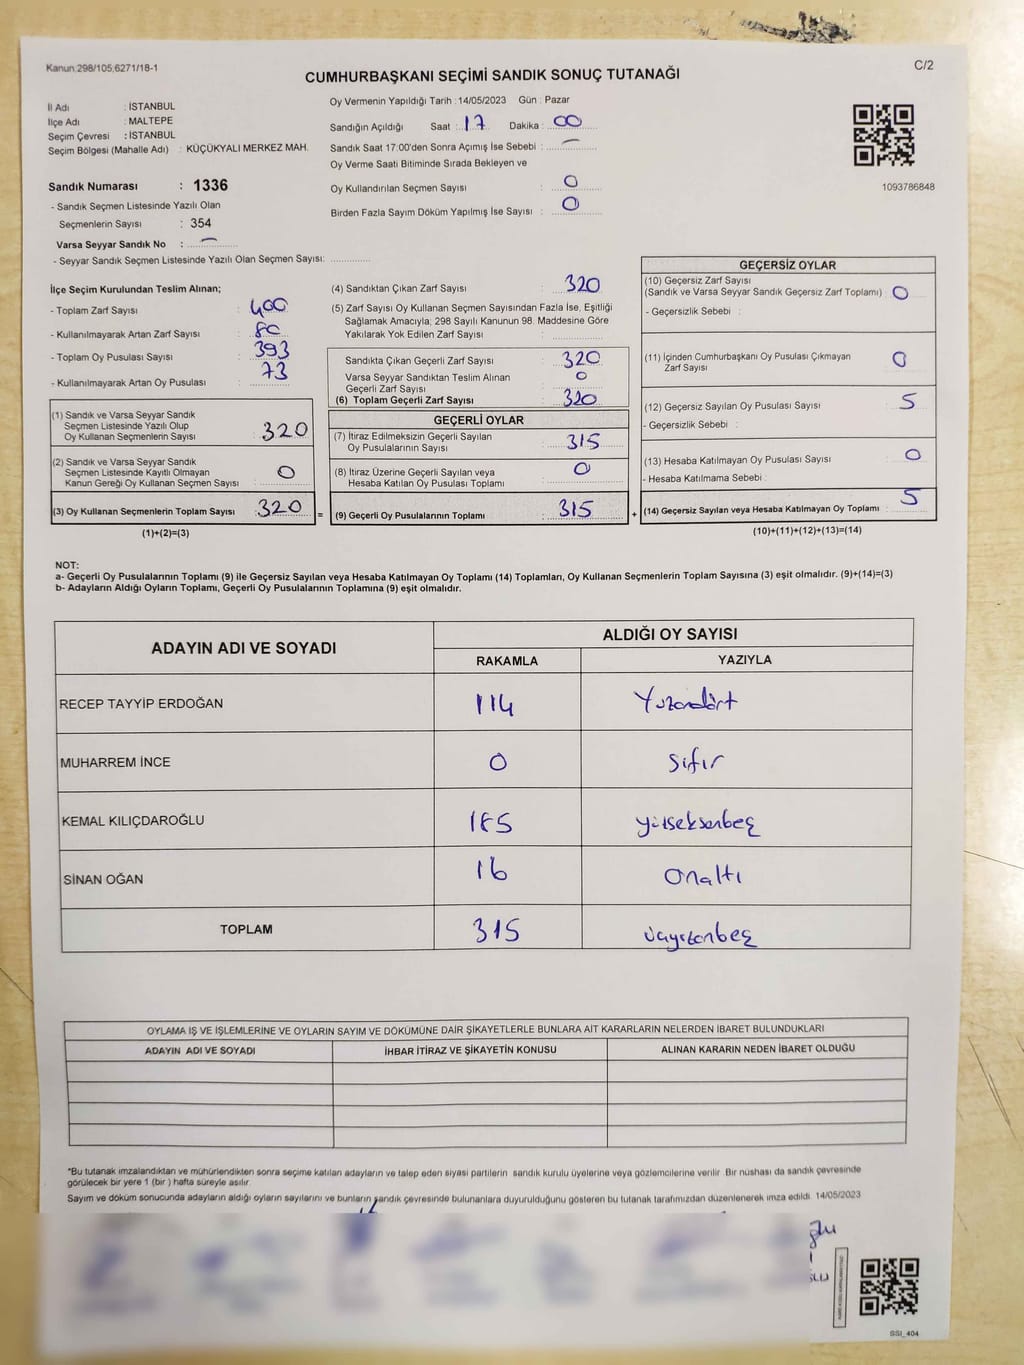 Kanun:298/105,6271/18-1
C/2
CUMHURBAŞKANI SEÇİMİ SANDIK SONUÇ TUTANAĞI
İl Adı : İSTANBUL
İlçe Adı : MALTEPE
Seçim Çevresi : İSTANBUL
Seçim Bölgesi (Mahalle Adı) : KÜÇÜKYALI MERKEZ MAH.
Sandık Numarası : 1336
- Sandık Seçmen Listesinde Yazılı Olan
Seçmenlerin Sayısı : 354
Varsa Seyyar Sandık No : –
- Seyyar Sandık Seçmen Listesinde Yazılı Olan Seçmen Sayısı:
Oy Vermenin Yapıldığı Tarih : 14/05/2023 Gün : Pazar
Sandığın Açıldığı Saat : 17 Dakika : 00
Sandık Saat 17:00'den Sonra Açımış İse Sebebi : –
Oy Verme Saati Bitiminde Sırada Bekleyen ve
Oy Kullandırılan Seçmen Sayısı : 0
Birden Fazla Sayım Döküm Yapılmış İse Sayısı : 0
1093786848
İlçe Seçim Kurulundan Teslim Alınan;
- Toplam Zarf Sayısı : 400
- Kullanılmayarak Artan Zarf Sayısı : 80
- Toplam Oy Pusulası Sayısı : 393
- Kullanılmayarak Artan Oy Pusulası : 73
(1) Sandık ve Varsa Seyyar Sandık
Seçmen Listesinde Yazılı Olup
Oy Kullanan Seçmenlerin Sayısı : 320
(2) Sandık ve Varsa Seyyar Sandık
Seçmen Listesinde Kayıtlı Olmayan
Kanun Gereği Oy Kullanan Seçmen Sayısı : 0
(3) Oy Kullanan Seçmenlerin Toplam Sayısı : 320 =
(1)+(2)=(3)
(4) Sandıktan Çıkan Zarf Sayısı : 320
(5) Zarf Sayısı Oy Kullanan Seçmen Sayısından Fazla İse, Eşitliği
Sağlamak Amacıyla; 298 Sayılı Kanunun 98. Maddesine Göre
Yakılarak Yok Edilen Zarf Sayısı :
Sandıkta Çıkan Geçerli Zarf Sayısı : 320
Varsa Seyyar Sandıktan Teslim Alınan
Geçerli Zarf Sayısı : 0
(6) Toplam Geçerli Zarf Sayısı : 320
GEÇERLİ OYLAR
(7) İtiraz Edilmeksizin Geçerli Sayılan
Oy Pusulalarının Sayısı : 315
(8) İtiraz Üzerine Geçerli Sayılan veya
Hesaba Katılan Oy Pusulası Toplamı : 0
(9) Geçerli Oy Pusulalarının Toplamı : 315 +
GEÇERSİZ OYLAR
(10) Geçersiz Zarf Sayısı
(Sandık ve Varsa Seyyar Sandık Geçersiz Zarf Toplamı) : 0
- Geçersizlik Sebebi :
(11) İçinden Cumhurbaşkanı Oy Pusulası Çıkmayan
Zarf Sayısı : 0
(12) Geçersiz Sayılan Oy Pusulası Sayısı : 5
- Geçersizlik Sebebi :
(13) Hesaba Katılmayan Oy Pusulası Sayısı : 0
- Hesaba Katılmama Sebebi :
(14) Geçersiz Sayılan veya Hesaba Katılmayan Oy Toplamı : 5
(10)+(11)+(12)+(13)=(14)
NOT:
a- Geçerli Oy Pusulalarının Toplamı (9) ile Geçersiz Sayılan veya Hesaba Katılmayan Oy Toplamı (14) Toplamları, Oy Kullanan Seçmenlerin Toplam Sayısına (3) eşit olmalıdır. (9)+(14)=(3)
b- Adayların Aldığı Oyların Toplamı, Geçerli Oy Pusulalarının Toplamına (9) eşit olmalıdır.
ADAYIN ADI VE SOYADI ALDIĞI OY SAYISI
RAKAMLA YAZIYLA
RECEP TAYYİP ERDOĞAN 114 Yüzondört
MUHARREM İNCE 0 Sıfır
KEMAL KILIÇDAROĞLU 185 yüzseksenbeş
SİNAN OĞAN 16 Onaltı
TOPLAM 315 üçyüzonbeş
OYLAMA İŞ VE İŞLEMLERİNE VE OYLARIN SAYIM VE DÖKÜMÜNE DAİR ŞİKAYETLERLE BUNLARA AİT KARARLARIN NELERDEN İBARET BULUNDUKLARI
ADAYIN ADI VE SOYADI İHBAR İTİRAZ VE ŞİKAYETİN KONUSU ALINAN KARARIN NEDEN İBARET OLDUĞU
*Bu tutanak imzalandıktan ve mühürlendikten sonra seçime katılan adayların ve talep eden siyasi partilerin sandık kurulu üyelerine veya gözlemcilerine verilir. Bir nüshası da sandık çevresinde
görülecek bir yere 1 (bir ) hafta süreyle asılır.
Sayım ve döküm sonucunda adayların aldığı oyların sayılarını ve bunların sandık çevresinde bulunanlara duyurulduğunu gösteren bu tutanak tarafımızdan düzenlenerek imza edildi. 14/05/2023
SSI_404